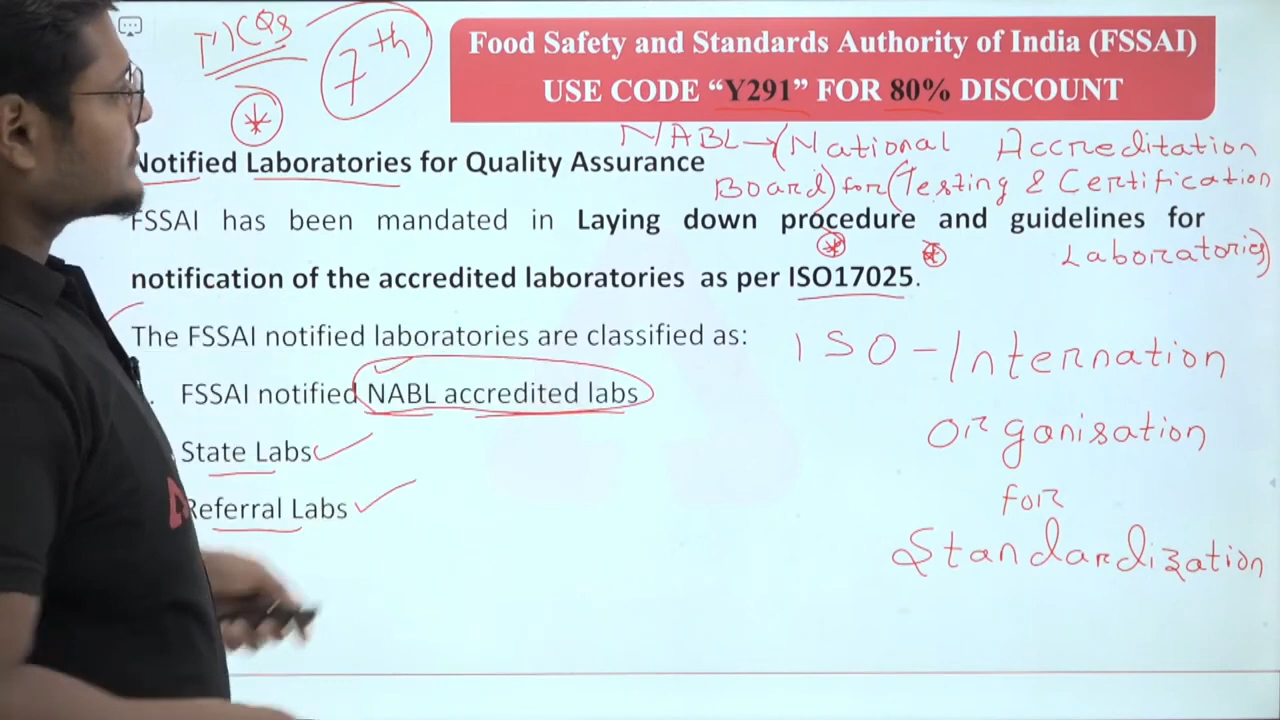 MCQs
7th
Food Safety and Standards Authority of India (FSSAI)
USE CODE “Y291” FOR 80% DISCOUNT
NABL→(National Accreditation
Board) for (Testing & Certification
Laboratories)
Notified Laboratories for Quality Assurance
FSSAI has been mandated in Laying down procedure and guidelines for
notification of the accredited laboratories as per ISO17025.
The FSSAI notified laboratories are classified as:
FSSAI notified NABL accredited labs
State Labs
Referral Labs
ISO - Internation
Organisation
for
Standardization